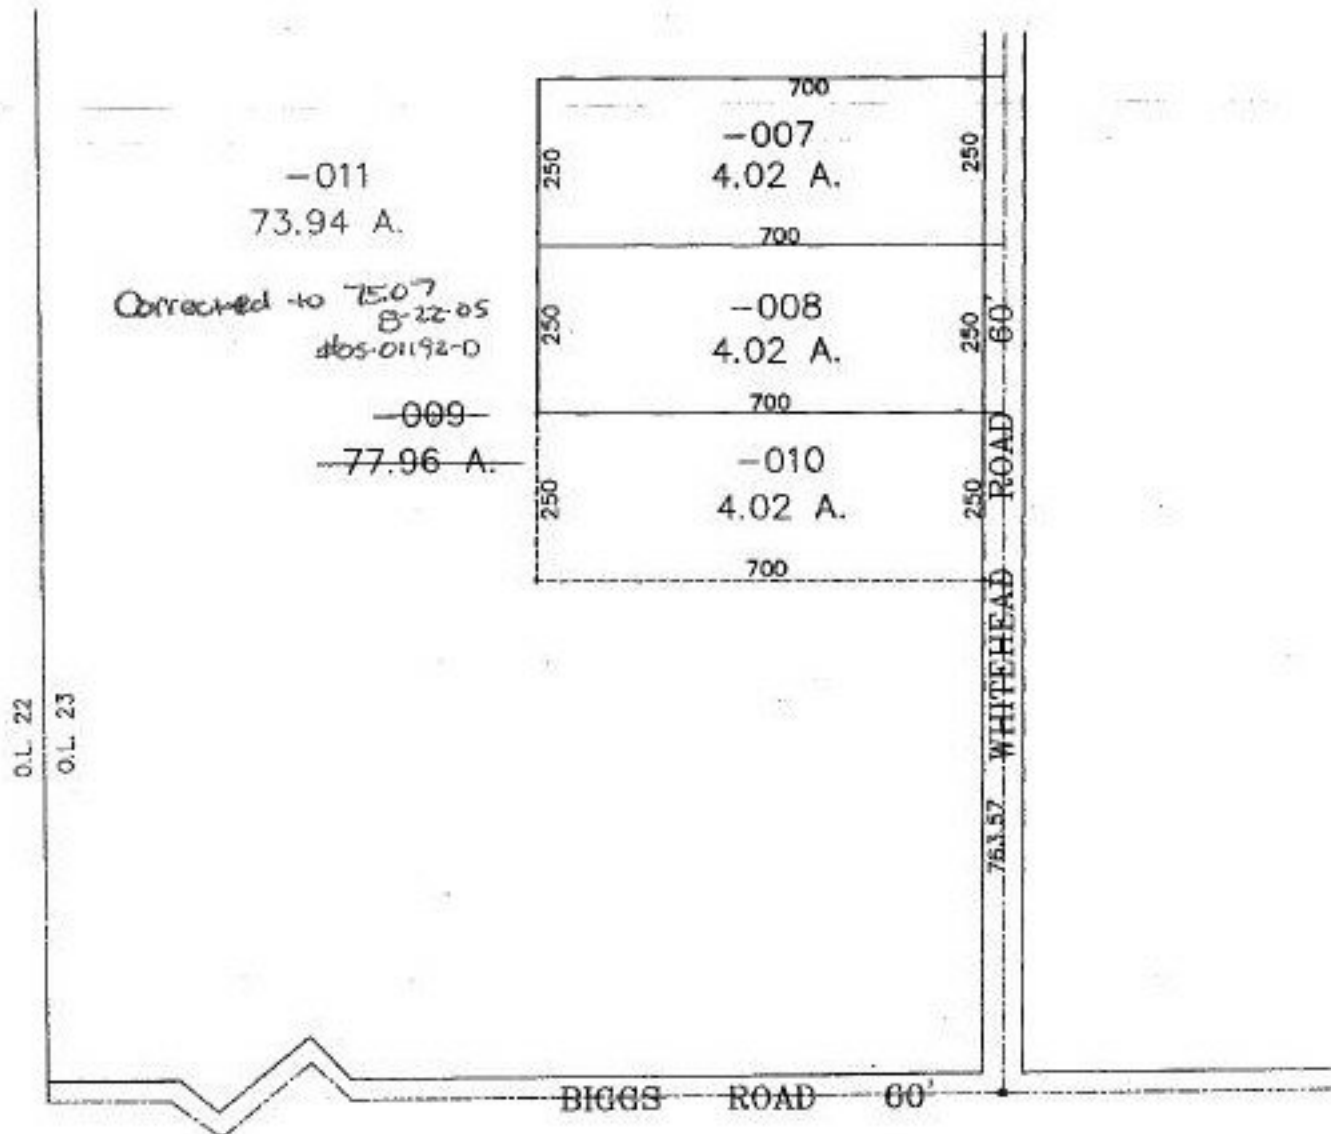 700
-007
4.02 A.
250
250
700
-011
73.94 A.
Corrected to 75.07
8-22-05
#05-01192-D
-008
4.02 A.
250
250
700
-009
77.96 A.
-010
4.02 A.
250
250
700
WHITEHEAD ROAD 60'
763.57
O.L. 22
O.L. 23
BIGGS ROAD 60'